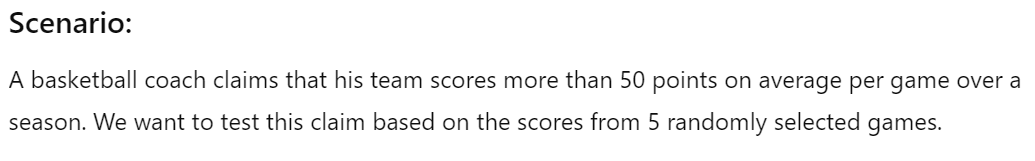 Scenario:
A basketball coach claims that his team scores more than 50 points on average per game over a
season. We want to test this claim based on the scores from 5 randomly selected games.